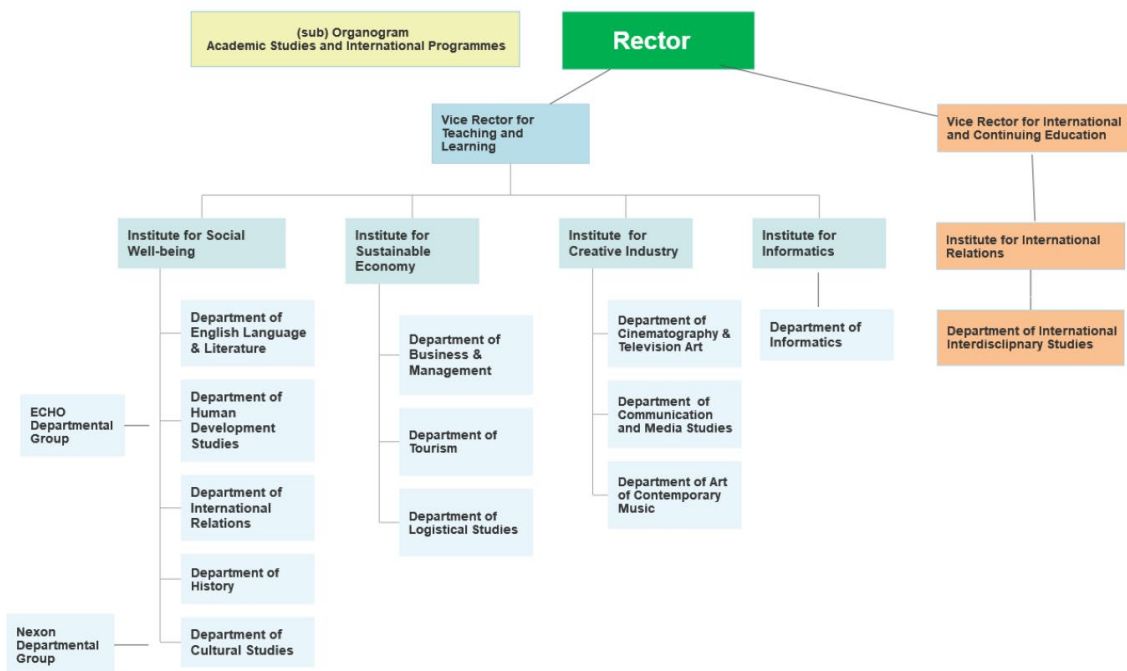 (sub) Organogram
Academic Studies and International Programmes
Rector
Vice Rector for
Teaching and
Learning
Vice Rector for International
and Continuing Education
Institute for Social
Well-being
Institute for
Sustainable
Economy
Institute for
Creative Industry
Institute for
Informatics
Institute for International
Relations
Department of
English Language
& Literature
Department of
Human
Development
Studies
Department of
International
Relations
Department of
History
Department of
Cultural Studies
ECHO
Departmental
Group
Nexon
Departmental
Group
Department of
Business &
Management
Department of
Tourism
Department of
Logistical Studies
Department of
Cinematography &
Television Art
Department of
Communication
and Media Studies
Department of Art
of Contemporary
Music
Department of
Informatics
Department of International
Interdisclipnary Studies